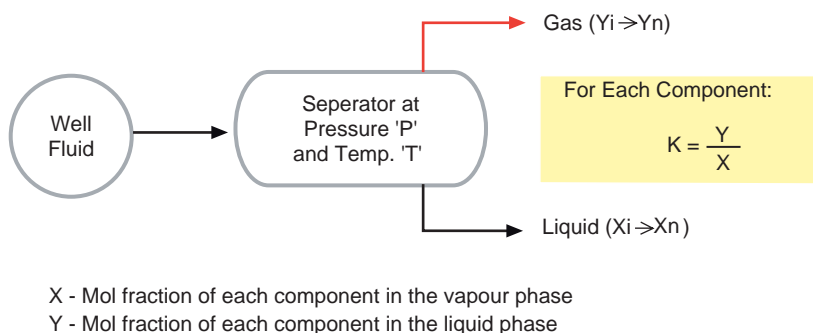 Gas (Yi→Yn)
Well
Fluid
Seperator at
Pressure 'P'
and Temp. 'T'
For Each Component:
K = Y
X
Liquid (Xi→Xn)
X - Mol fraction of each component in the vapour phase
Y - Mol fraction of each component in the liquid phase